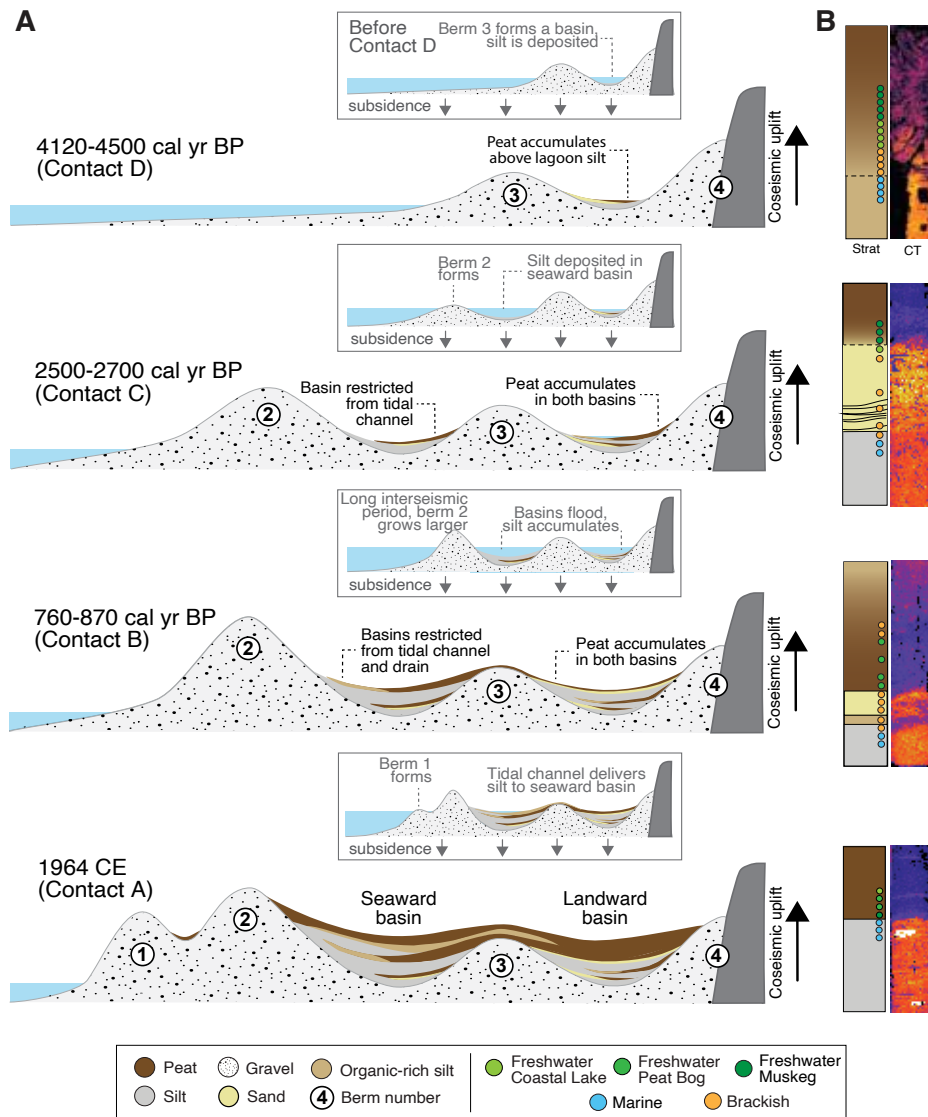 A
B
Before
Contact D
Berm 3 forms a basin,
silt is deposited
subsidence
4120-4500 cal yr BP
(Contact D)
Peat accumulates
above lagoon silt
3
4
Coseismic uplift
Strat
CT
Berm 2
forms
Silt deposited in
seaward basin
subsidence
2500-2700 cal yr BP
(Contact C)
Basin restricted
from tidal
channel
Peat accumulates
in both basins
2
3
4
Coseismic uplift
Long interseismic
period, berm 2
grows larger
Basins flood,
silt accumulates
subsidence
760-870 cal yr BP
(Contact B)
Basins restricted
from tidal channel
and drain
Peat accumulates
in both basins
2
3
4
Coseismic uplift
Berm 1
forms
Tidal channel delivers
silt to seaward basin
subsidence
1964 CE
(Contact A)
Seaward
basin
Landward
basin
1
2
3
4
Coseismic uplift
Peat
Gravel
Organic-rich silt
Silt
Sand
4 Berm number
Freshwater
Coastal Lake
Freshwater
Peat Bog
Freshwater
Muskeg
Marine
Brackish